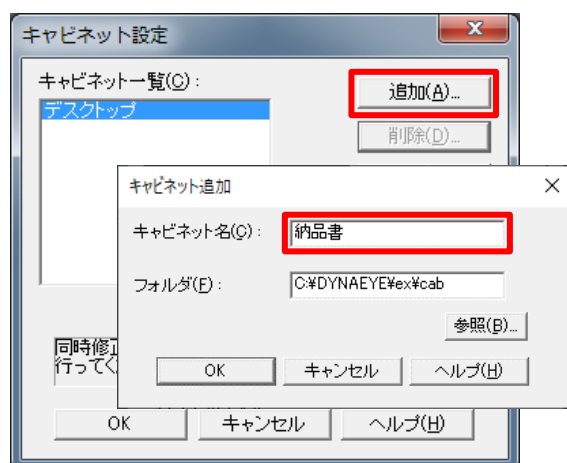 キャビネット設定
キャビネット一覧(C):
デスクトップ
追加(A)...
削除(D)...
キャビネット追加
キャビネット名(C):
納品書
フォルダ(F):
C:¥DYNAEYE¥ex¥cab
参照(B)...
OK
キャンセル
ヘルプ(H)
同時修正
行ってく
OK
キャンセル
ヘルプ(H)